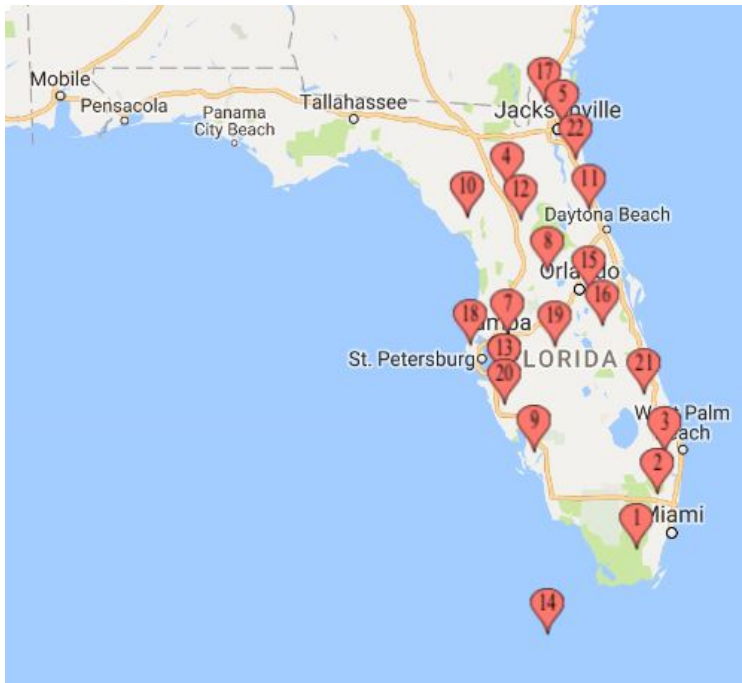 17
Mobile
5
Pensacola
Tallahassee
Jacksonville
Panama
City Beach
22
4
10
12
11
Daytona Beach
8
15
Orlando
16
7
18
19
Tampa
13
St. Petersburg
FLORIDA
20
21
9
3
West Palm
Beach
2
1
Miami
14